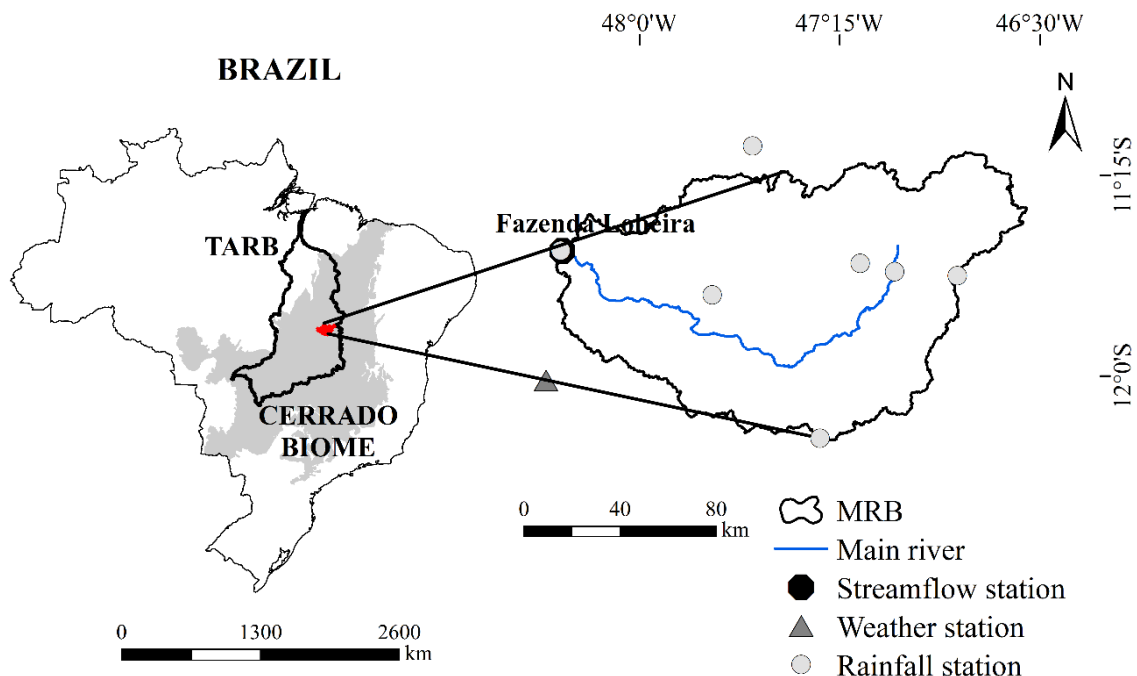 48°0'W 47°15'W 46°30'W
BRAZIL
N
11°15'S
Fazenda Lobeira
TARB
12°0'S
CERRADO
BIOME
0 40 80
km
MRB
Main river
Streamflow station
Weather station
Rainfall station
0 1300 2600
km